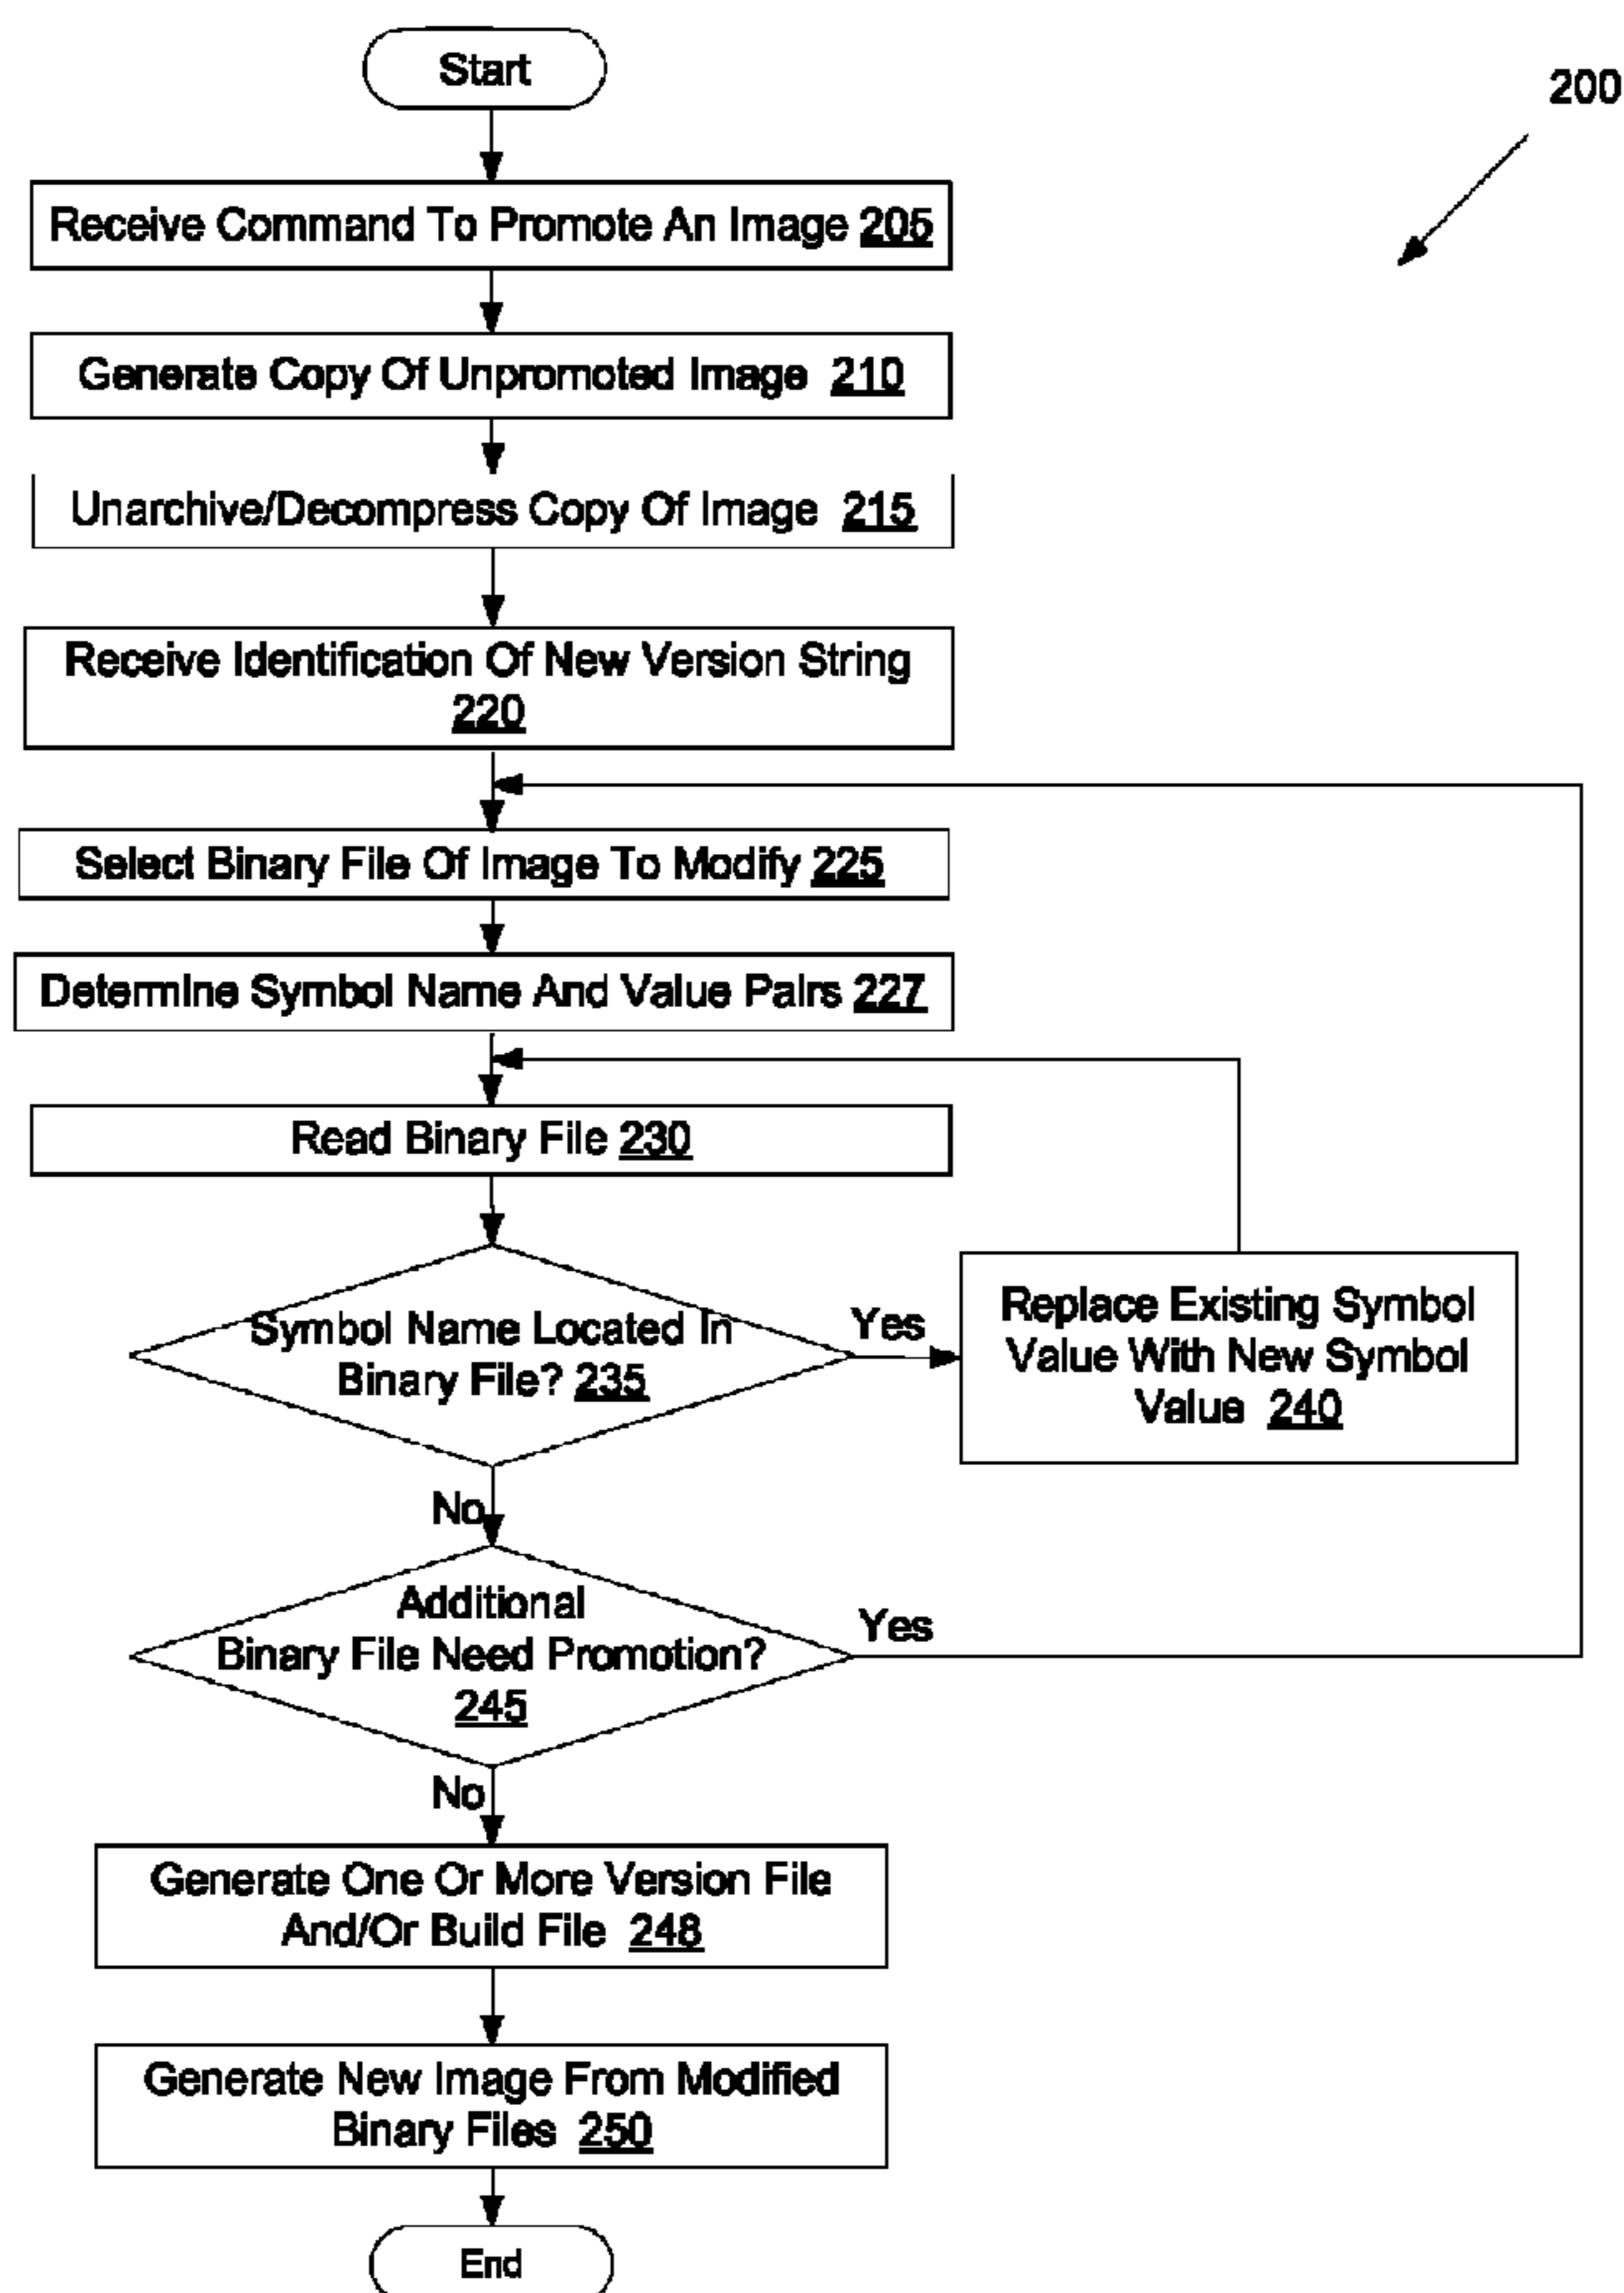 Start
200
Receive Command To Promote An Image 205
Generate Copy Of Unpromoted Image 210
Unarchive/Decompress Copy Of Image 215
Receive Identification Of New Version String
220
Select Binary File Of Image To Modify 225
Determine Symbol Name And Value Pairs 227
Read Binary File 230
Symbol Name Located In
Binary File? 235
Yes
Replace Existing Symbol
Value With New Symbol
Value 240
No
Additional
Binary File Need Promotion?
245
Yes
No
Generate One Or More Version File
And/Or Build File 248
Generate New Image From Modified
Binary Files 250
End